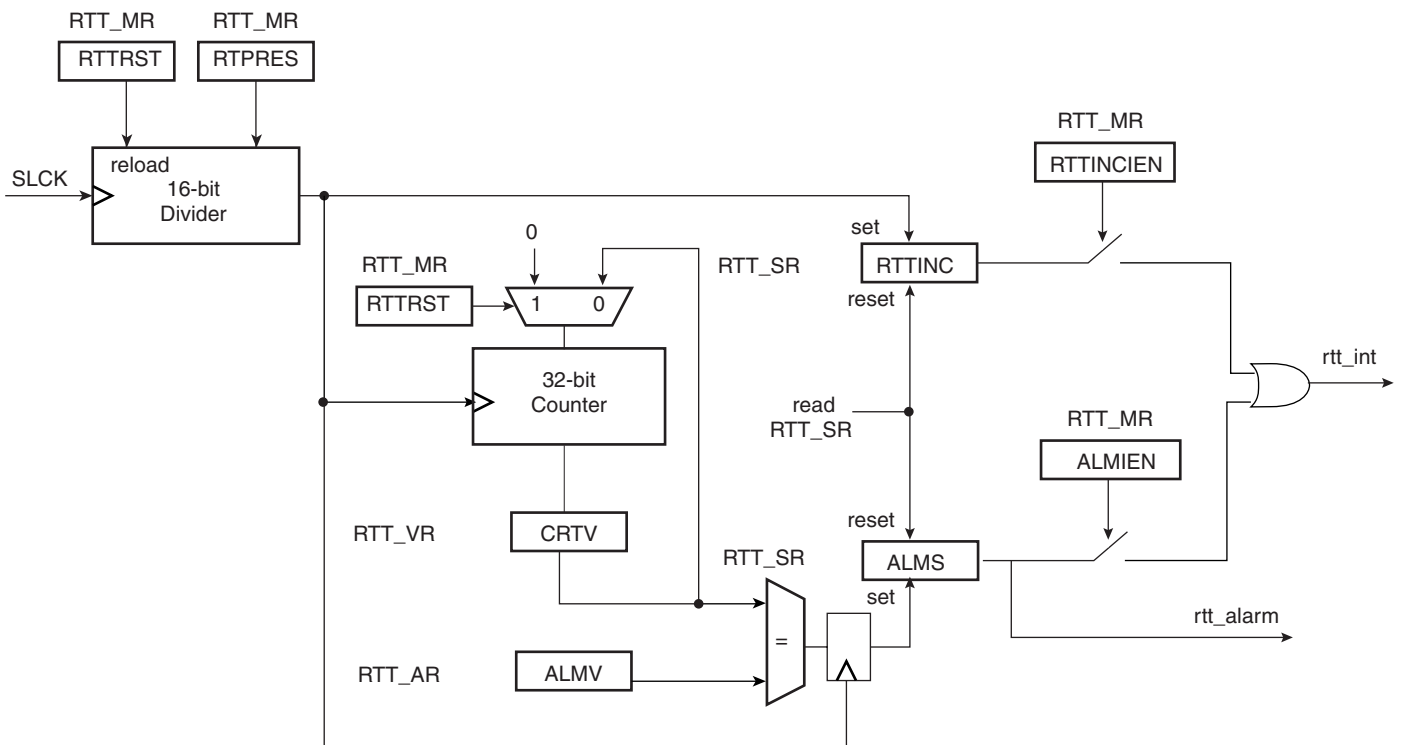 RTT_MR
RTT_MR
RTTRST
RTPRES
reload
SLCK
16-bit
Divider
RTT_MR
RTTINCIEN
0
set
RTT_MR
RTT_SR
RTTINC
RTTRST
1
0
reset
32-bit
Counter
rtt_int
read
RTT_SR
RTT_MR
ALMIEN
reset
RTT_VR
CRTV
RTT_SR
ALMS
set
rtt_alarm
=
RTT_AR
ALMV